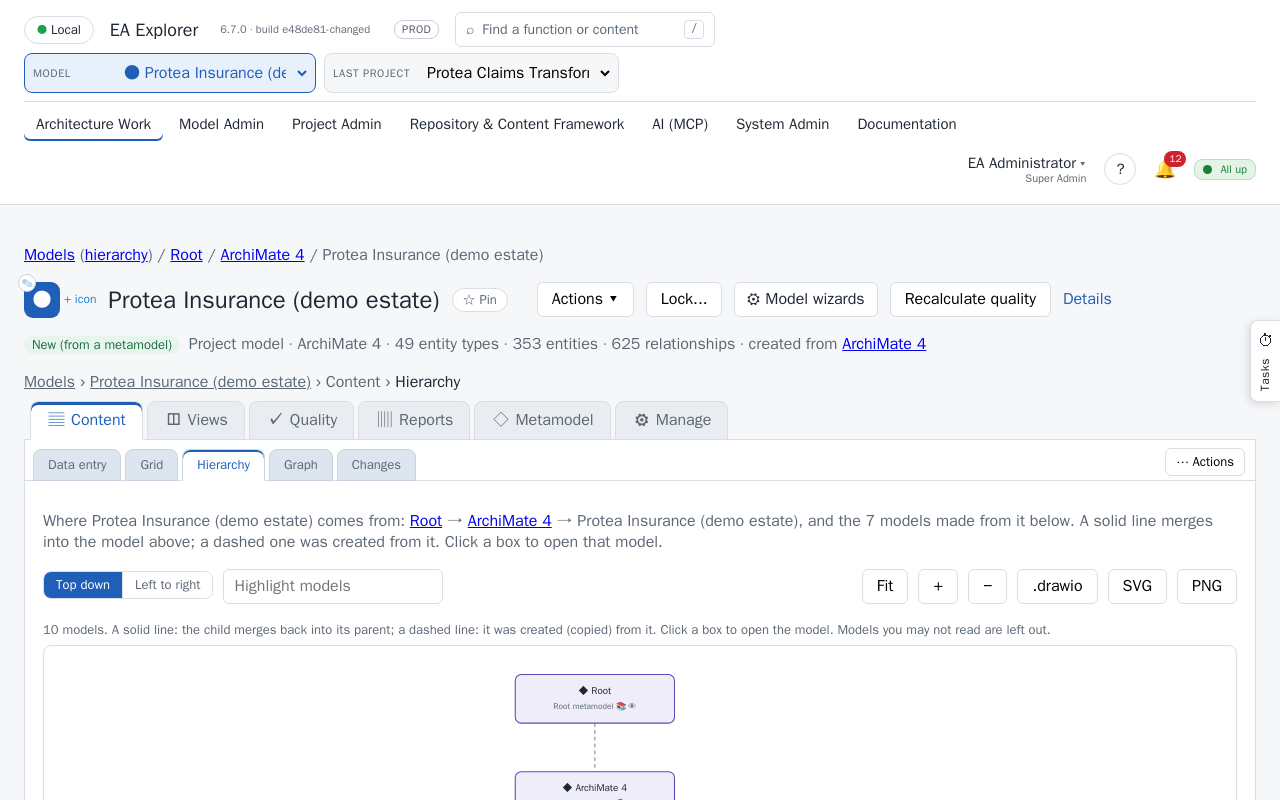 Local EA Explorer 6.7.0 · build e48de81-changed PROD Find a function or content /
MODEL Protea Insurance (de LAST PROJECT Protea Claims Transfor
Architecture Work Model Admin Project Admin Repository & Content Framework AI (MCP) System Admin Documentation
EA Administrator ▾ ? 12 All up
Super Admin
Models (hierarchy) / Root / ArchiMate 4 / Protea Insurance (demo estate)
+ icon Protea Insurance (demo estate) ☆ Pin Actions ▾ Lock... ⚙ Model wizards Recalculate quality Details
New (from a metamodel) Project model · ArchiMate 4 · 49 entity types · 353 entities · 625 relationships · created from ArchiMate 4
Tasks
Models › Protea Insurance (demo estate) › Content › Hierarchy
Content Views ✓ Quality Reports ◇ Metamodel ⚙ Manage
Data entry Grid Hierarchy Graph Changes ··· Actions
Where Protea Insurance (demo estate) comes from: Root → ArchiMate 4 → Protea Insurance (demo estate), and the 7 models made from it below. A solid line merges
into the model above; a dashed one was created from it. Click a box to open that model.
Top down Left to right Highlight models Fit + − .drawio SVG PNG
10 models. A solid line: the child merges back into its parent; a dashed line: it was created (copied) from it. Click a box to open the model. Models you may not read are left out.
◆ Root
Root metamodel
◆ ArchiMate 4